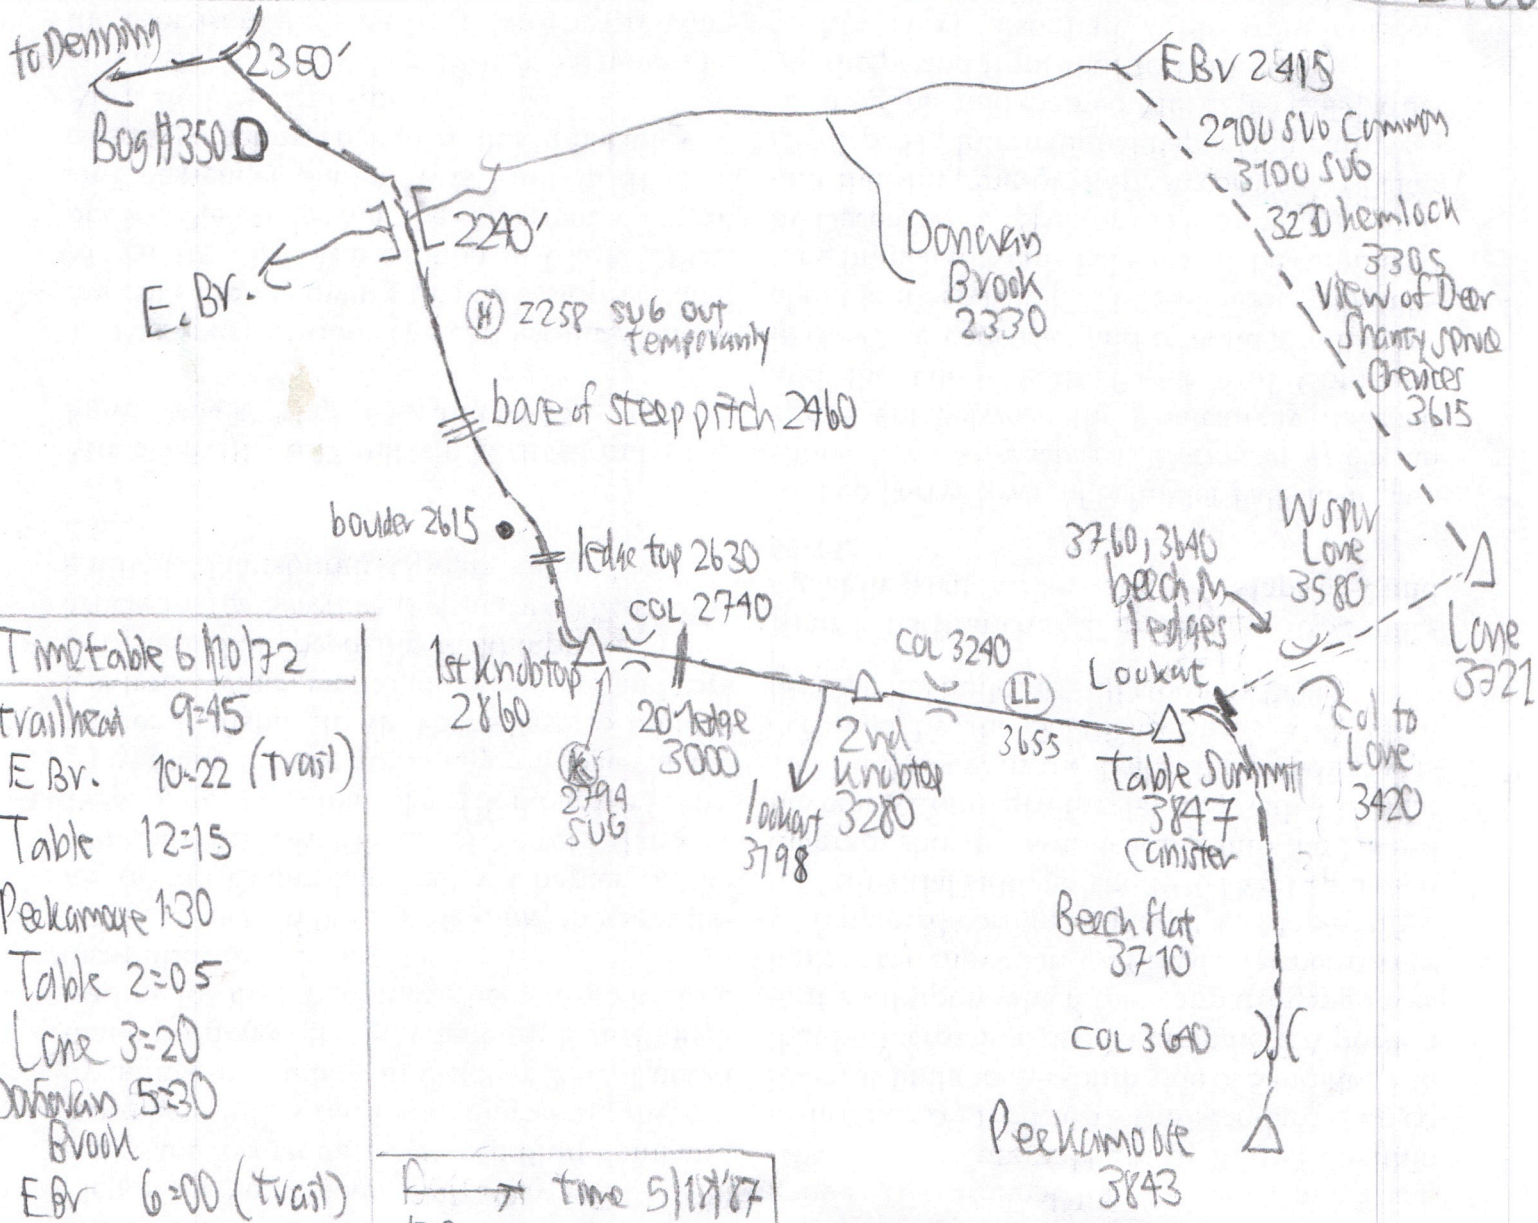 to Denning
2350'
Bog # 350 D
E. Br.
2240'
EBr 2415
2900 SUG Common
3700 SUG
3230 hemlock
3305
View of Deer
Shanty, spruce
Crevices
3615
Donovan
Brook
2330
H 2258 SUG out
temporarily
base of steep pitch 2460
boulder 2615
ledge top 2630
COL 2740
1st Knobtop
2860
K
2794
SUG
20' ledge
3000
lookout
3198
2nd
Knobtop
3280
COL 3240
LL
3655
3760, 3640
beech in
ledges
Lookout
W spur
Lone
3580
Lone
3721
Col to
Lone
3420
Table Summit
3847
canister
Beech flat
3710
COL 3640
Peekamoose
3843
Timetable 6/10/72
trailhead 9:45
E Br. 10:22 (trail)
Table 12:15
Peekamoose 1:30
Table 2:05
Lone 3:20
Donovan 5:30
Brook
EBr 6:00 (trail)
time 5/18/87